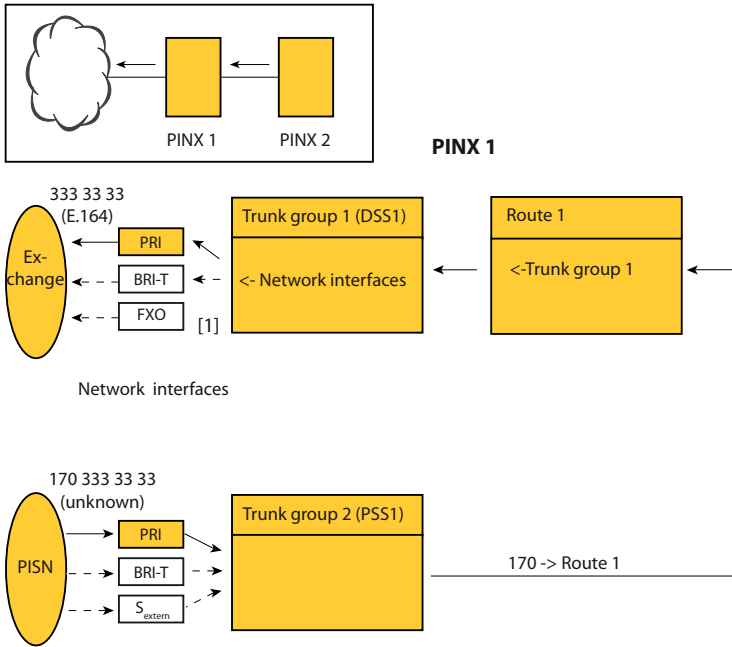 PINX 1
PINX 2
PINX 1
333 33 33
(E.164)
Ex-
change
PRI
BRI-T
FXO
[1]
Trunk group 1 (DSS1)
<- Network interfaces
Route 1
<-Trunk group 1
Network interfaces
170 333 33 33
(unknown)
PISN
PRI
BRI-T
Sextern
Trunk group 2 (PSS1)
170 -> Route 1